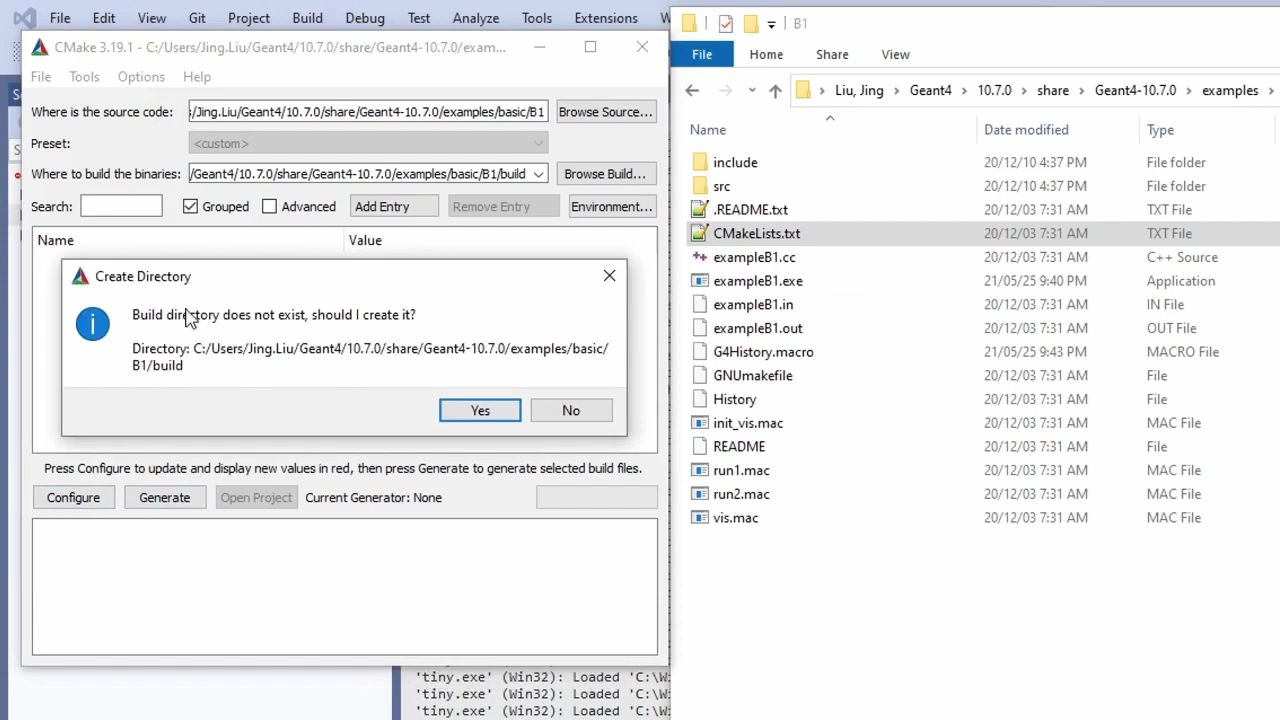 File Edit View Git Project Build Debug Test Analyze Tools Extensions
CMake 3.19.1 - C:/Users/Jing.Liu/Geant4/10.7.0/share/Geant4-10.7.0/exam...
File Tools Options Help
Where is the source code: :/Jing.Liu/Geant4/10.7.0/share/Geant4-10.7.0/examples/basic/B1 Browse Source...
Preset: <custom>
Where to build the binaries: /Geant4/10.7.0/share/Geant4-10.7.0/examples/basic/B1/build Browse Build...
Search: Grouped Advanced Add Entry Remove Entry Environment...
Name Value
Create Directory
Build directory does not exist, should I create it?
Directory: C:/Users/Jing.Liu/Geant4/10.7.0/share/Geant4-10.7.0/examples/basic/
B1/build
Yes No
Press Configure to update and display new values in red, then press Generate to generate selected build files.
Configure Generate Open Project Current Generator: None
'tiny.exe' (Win32): Loaded 'C:\W
'tiny.exe' (Win32): Loaded 'C:\W
'tiny.exe' (Win32): Loaded 'C:\W
B1
File Home Share View
Liu, Jing Geant4 10.7.0 share Geant4-10.7.0 examples
Name Date modified Type
include 20/12/10 4:37 PM File folder
src 20/12/10 4:37 PM File folder
.README.txt 20/12/03 7:31 AM TXT File
CMakeLists.txt 20/12/03 7:31 AM TXT File
exampleB1.cc 20/12/03 7:31 AM C++ Source
exampleB1.exe 21/05/25 9:40 PM Application
exampleB1.in 20/12/03 7:31 AM IN File
exampleB1.out 20/12/03 7:31 AM OUT File
G4History.macro 21/05/25 9:43 PM MACRO File
GNUmakefile 20/12/03 7:31 AM File
History 20/12/03 7:31 AM File
init_vis.mac 20/12/03 7:31 AM MAC File
README 20/12/03 7:31 AM File
run1.mac 20/12/03 7:31 AM MAC File
run2.mac 20/12/03 7:31 AM MAC File
vis.mac 20/12/03 7:31 AM MAC File